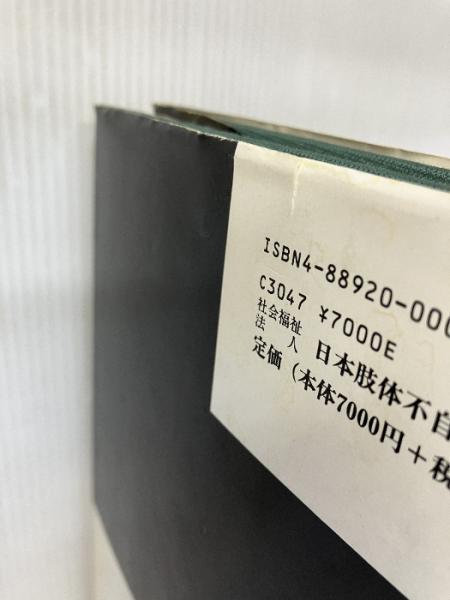 ISBN4-88920-000
C3047 ¥7000E
社会福祉
法人 日本肢体不自
定価（本体7000円＋税